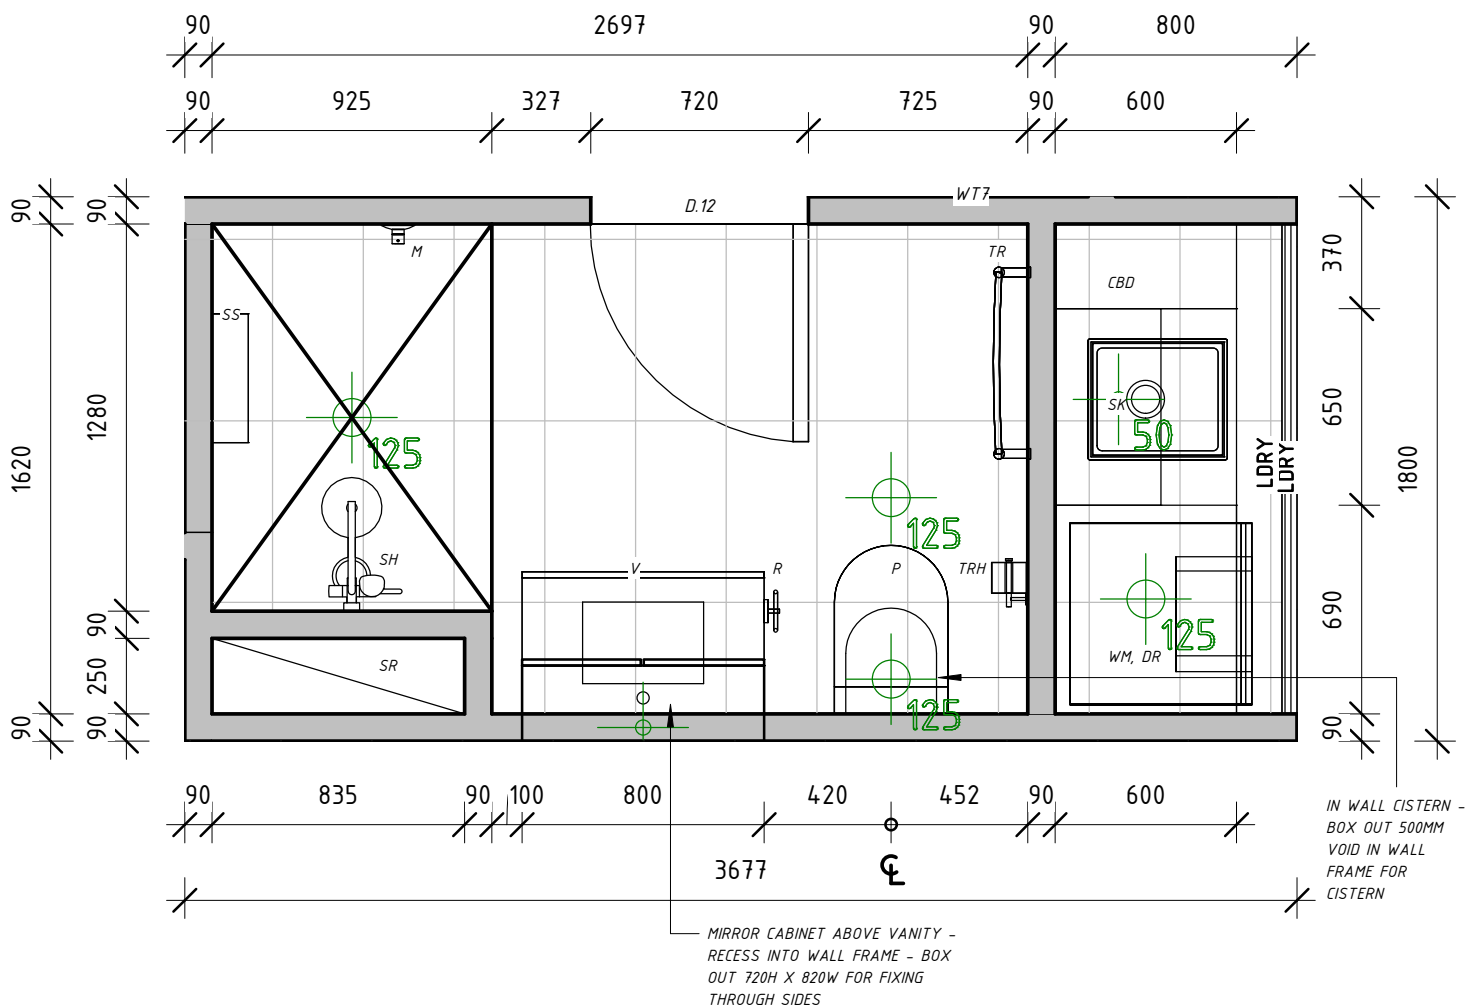 90 2697 90 800
90 925 327 720 725 90 600
90
90
WT7
D.12
M
TR
370
CBD
SS
1280
650
1620
SK
50
125
LDRY
LDRY
1800
125
SH
V
R
P
TRH
90
690
125
250
SR
WM, DR
90
90
125
90
90 835 90 100 800 420 452 90 600
3677
℄
IN WALL CISTERN -
BOX OUT 500MM
VOID IN WALL
FRAME FOR
CISTERN
MIRROR CABINET ABOVE VANITY -
RECESS INTO WALL FRAME - BOX
OUT 720H X 820W FOR FIXING
THROUGH SIDES